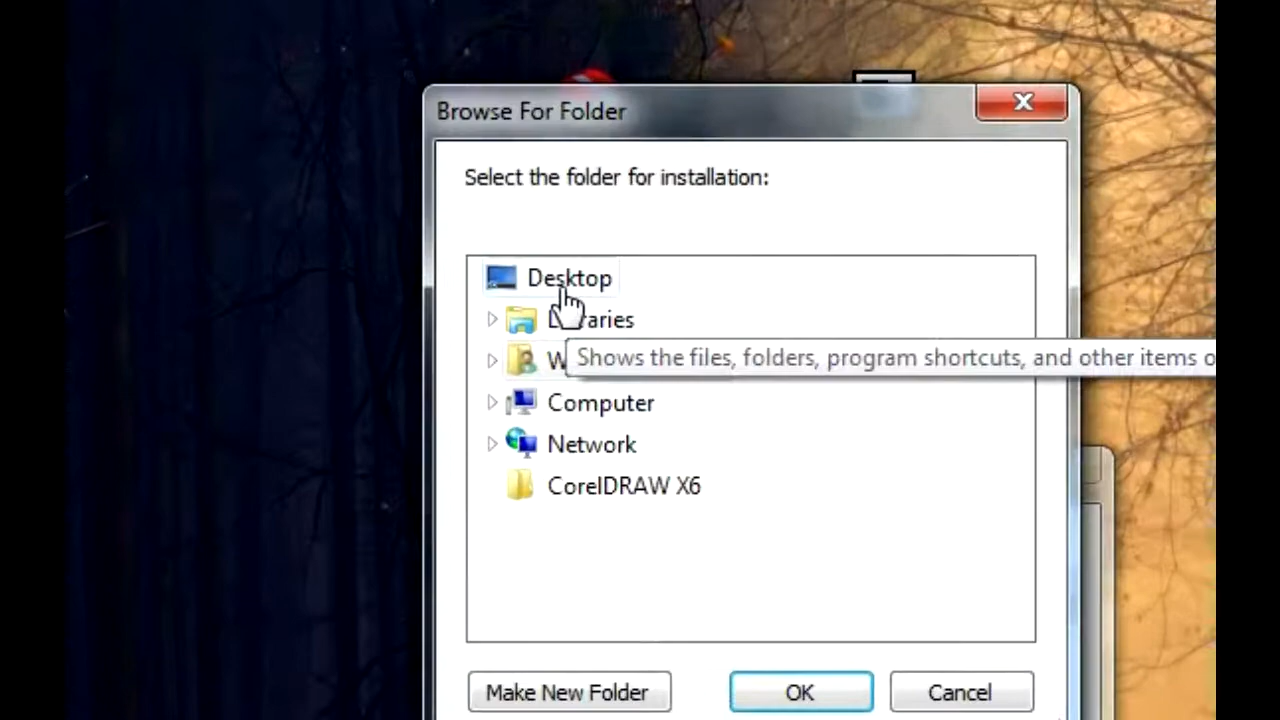 Browse For Folder
Select the folder for installation:
Desktop
Shows the files, folders, program shortcuts, and other items
Computer
Network
CorelDRAW X6
Make New Folder
OK
Cancel